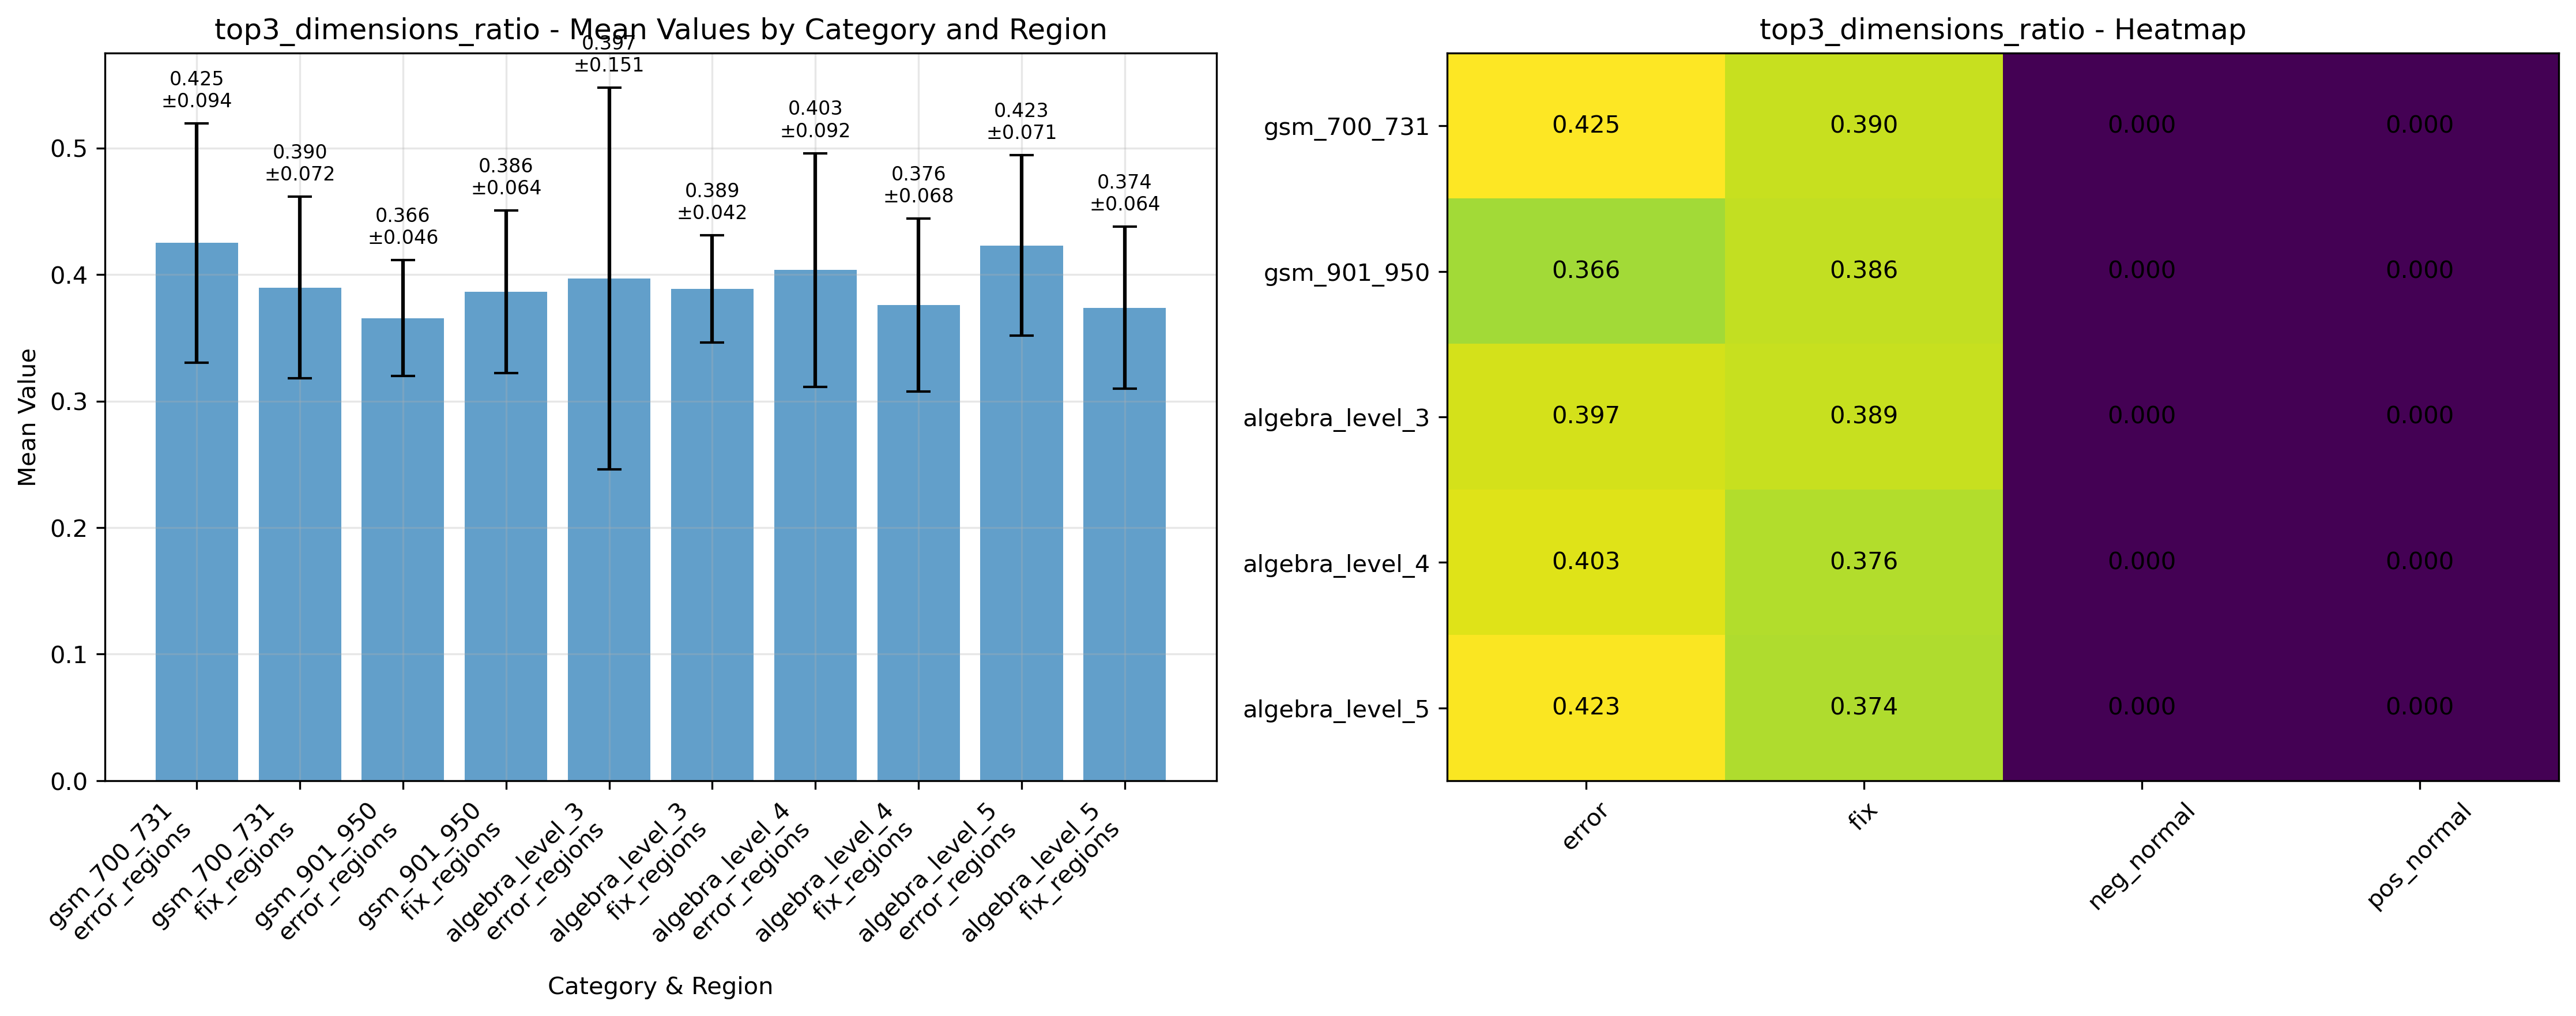 top3_dimensions_ratio - Mean Values by Category and Region
Mean Value
0.5
0.4
0.3
0.2
0.1
0.0
0.425
±0.094
0.390
±0.072
0.366
±0.046
0.386
±0.064
0.397
±0.151
0.389
±0.042
0.403
±0.092
0.376
±0.068
0.423
±0.071
0.374
±0.064
gsm_700_731
error_regions
gsm_700_731
fix_regions
gsm_901_950
error_regions
gsm_901_950
fix_regions
algebra_level_3
error_regions
algebra_level_3
fix_regions
algebra_level_4
error_regions
algebra_level_4
fix_regions
algebra_level_5
error_regions
algebra_level_5
fix_regions
Category & Region
top3_dimensions_ratio - Heatmap
gsm_700_731 0.425 0.390 0.000 0.000
gsm_901_950 0.366 0.386 0.000 0.000
algebra_level_3 0.397 0.389 0.000 0.000
algebra_level_4 0.403 0.376 0.000 0.000
algebra_level_5 0.423 0.374 0.000 0.000
error fix neg_normal pos_normal